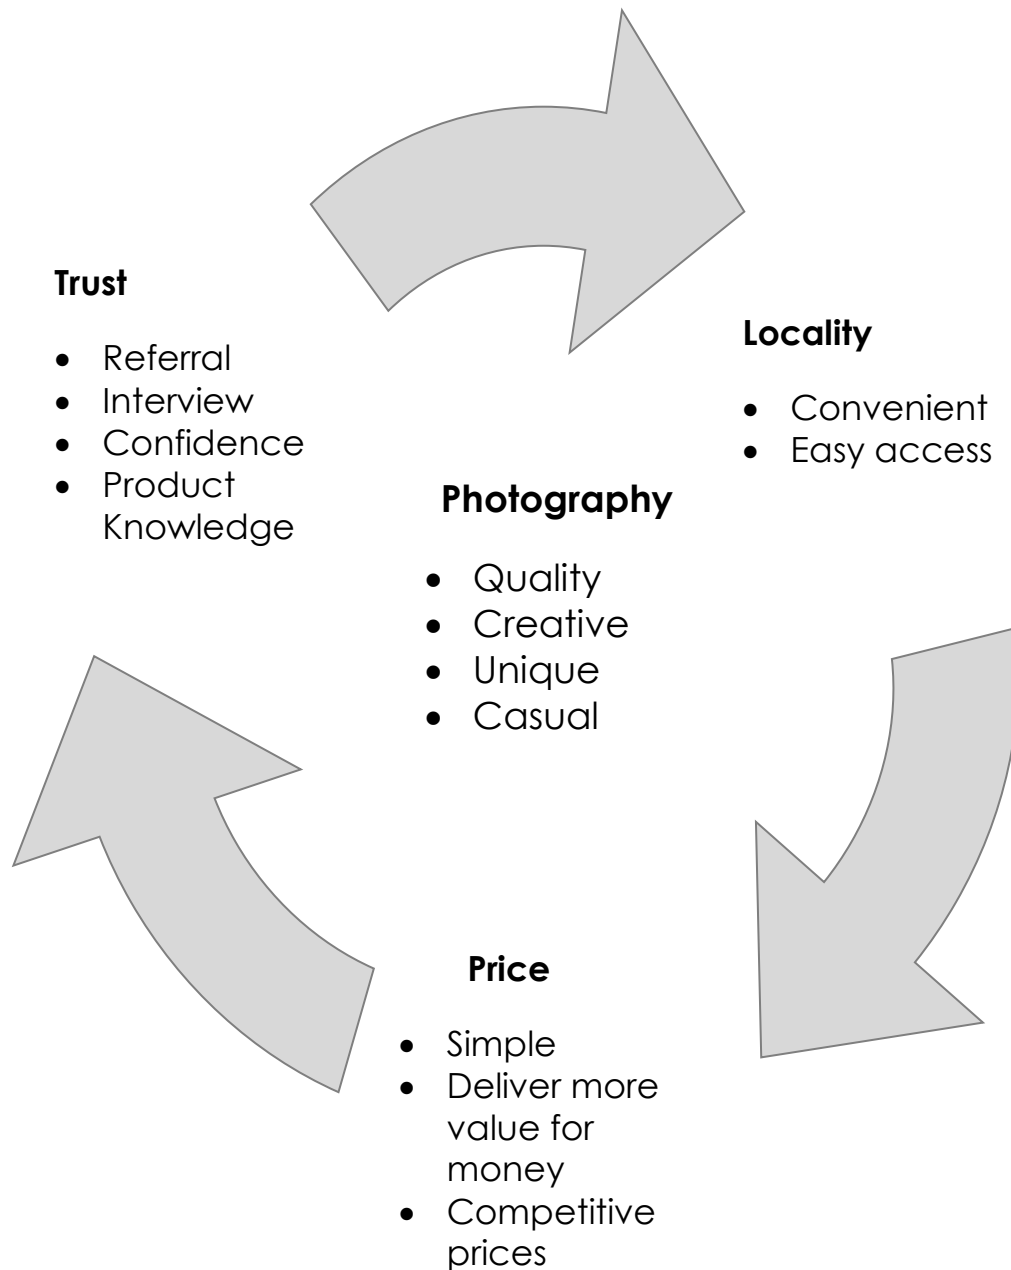 Trust
• Referral
• Interview
• Confidence
• Product
Knowledge
Locality
• Convenient
• Easy access
Photography
• Quality
• Creative
• Unique
• Casual
Price
• Simple
• Deliver more
value for
money
• Competitive
prices